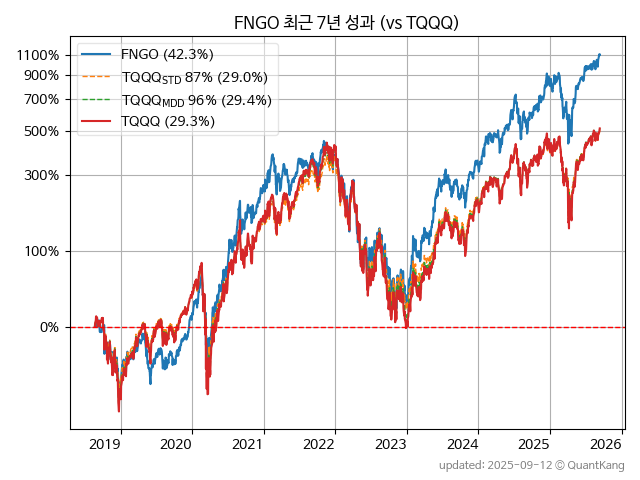 FNGO 최근 7년 성과 (vs TQQQ)
FNGO (42.3%)
TQQQSTD 87% (29.0%)
TQQQMDD 96% (29.4%)
TQQQ (29.3%)
1100%
900%
700%
500%
300%
100%
0%
2019 2020 2021 2022 2023 2024 2025 2026
updated: 2025-09-12 © QuantKang